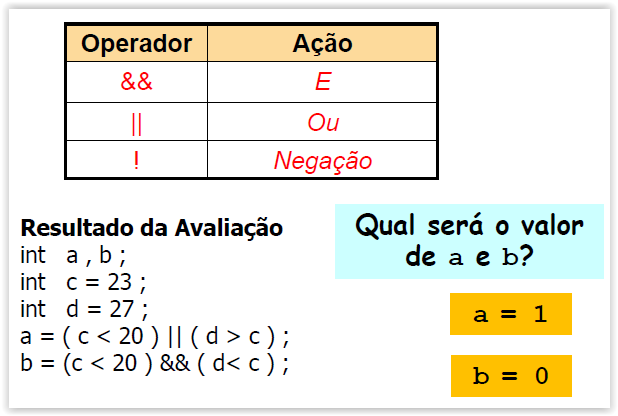 Operador Ação
&& E
|| Ou
! Negação
Resultado da Avaliação
int a , b ;
int c = 23 ;
int d = 27 ;
a = ( c < 20 ) || ( d > c ) ;
b = (c < 20 ) && ( d< c ) ;
Qual será o valor
de a e b?
a = 1
b = 0